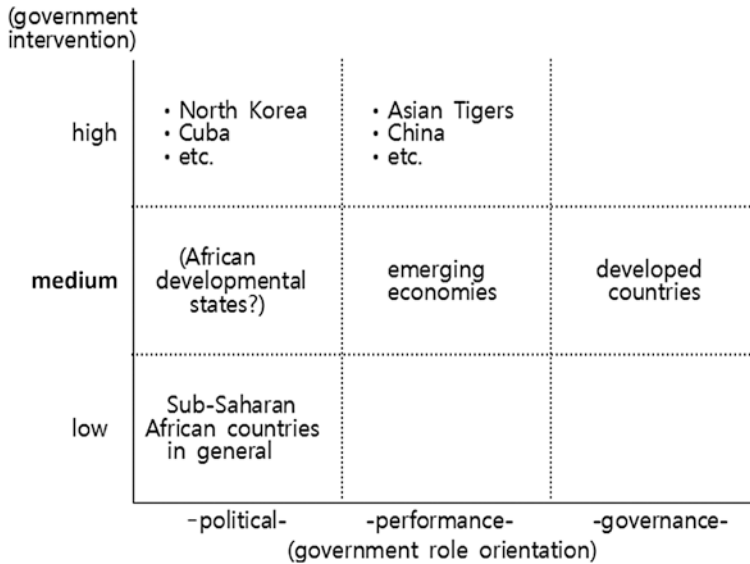 (government
intervention)
high
• North Korea
• Cuba
• etc.
• Asian Tigers
• China
• etc.
medium
(African
developmental
states?)
emerging
economies
developed
countries
low
Sub-Saharan
African countries
in general
-political-
-performance-
-governance-
(government role orientation)